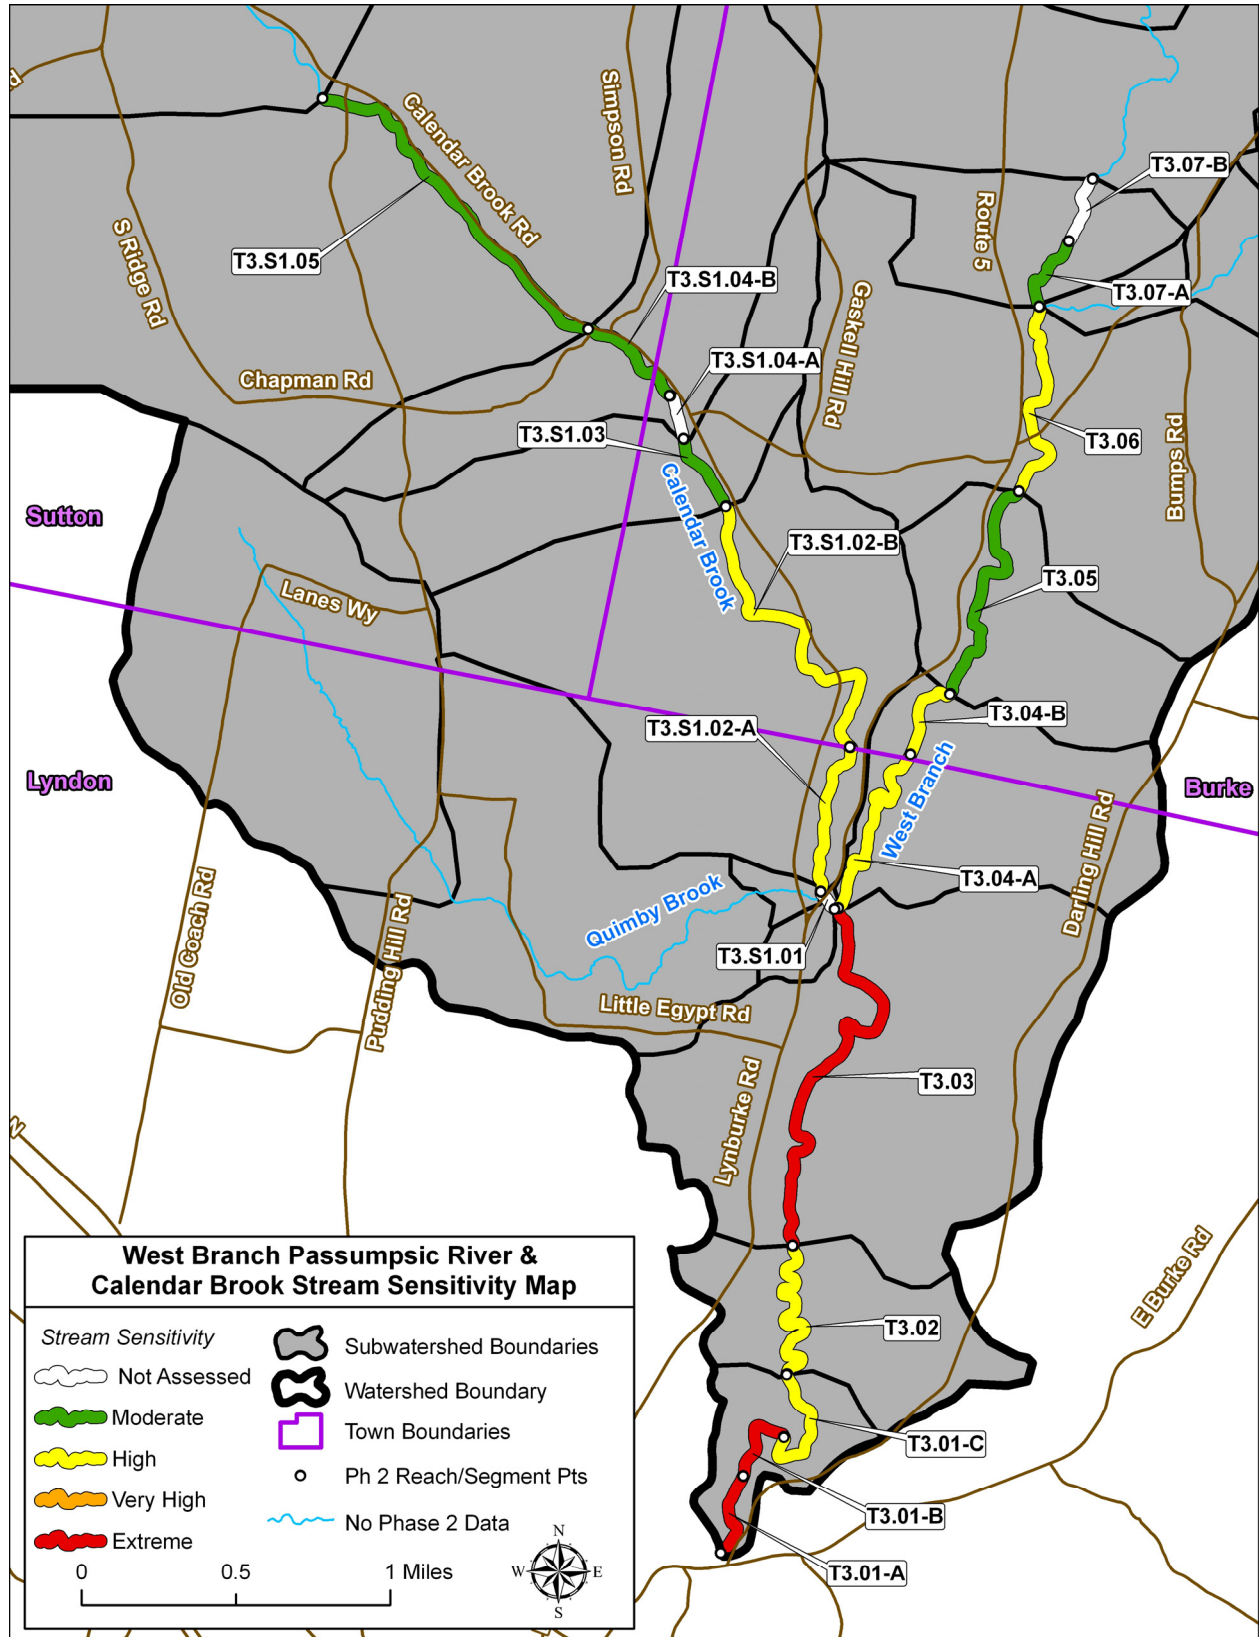 Calendar Brook Rd
Simpson Rd
T3.07-B
Route 5
S Ridge Rd
T3.S1.05
T3.S1.04-B
T3.07-A
Gaskell Hill Rd
T3.S1.04-A
Chapman Rd
T3.S1.03
T3.06
Bumps Rd
Calendar Brook
Sutton
T3.S1.02-B
Lanes Wy
T3.05
T3.04-B
T3.S1.02-A
Lyndon
West Branch
Burke
Darling Hill Rd
T3.04-A
Old Coach Rd
Quimby Brook
Pudding Hill Rd
T3.S1.01
Little Egypt Rd
T3.03
Lynburke Rd
E Burke Rd
T3.02
T3.01-C
T3.01-B
T3.01-A
West Branch Passumpsic River &
Calendar Brook Stream Sensitivity Map
Stream Sensitivity
Not Assessed
Moderate
High
Very High
Extreme
Subwatershed Boundaries
Watershed Boundary
Town Boundaries
Ph 2 Reach/Segment Pts
No Phase 2 Data
0 0.5 1 Miles
N
W E
S